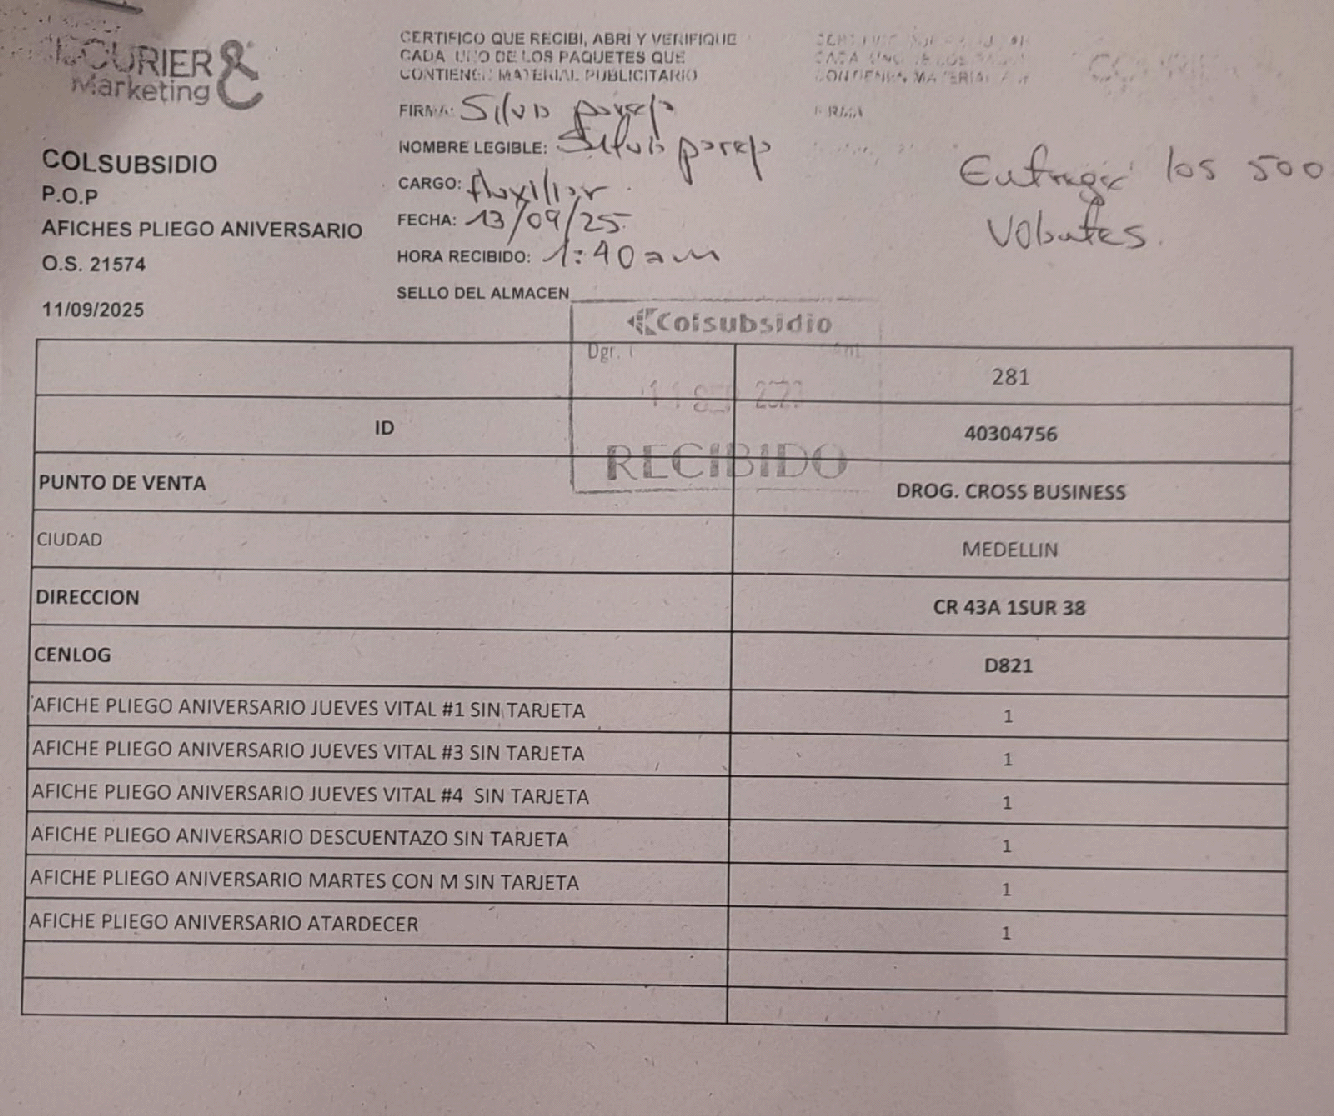 COURIER &
Marketing
COLSUBSIDIO
P.O.P
AFICHES PLIEGO ANIVERSARIO
O.S. 21574
11/09/2025
CERTIFICO QUE RECIBI, ABRI Y VERIFIQUE
CADA UNO DE LOS PAQUETES QUE
CONTIENE: MATERIAL PUBLICITARIO
FIRMA: Silvia
NOMBRE LEGIBLE: Silvia
CARGO: Auxiliar.
FECHA: 13/09/25.
HORA RECIBIDO: 1:40 am
SELLO DEL ALMACEN
FIRMA
los 500
Volantes.
Colsubsidio
RECIBIDO
281
ID 40304756
PUNTO DE VENTA DROG. CROSS BUSINESS
CIUDAD MEDELLIN
DIRECCION CR 43A 1SUR 38
CENLOG D821
AFICHE PLIEGO ANIVERSARIO JUEVES VITAL #1 SIN TARJETA 1
AFICHE PLIEGO ANIVERSARIO JUEVES VITAL #3 SIN TARJETA 1
AFICHE PLIEGO ANIVERSARIO JUEVES VITAL #4 SIN TARJETA 1
AFICHE PLIEGO ANIVERSARIO DESCUENTAZO SIN TARJETA 1
AFICHE PLIEGO ANIVERSARIO MARTES CON M SIN TARJETA 1
AFICHE PLIEGO ANIVERSARIO ATARDECER 1